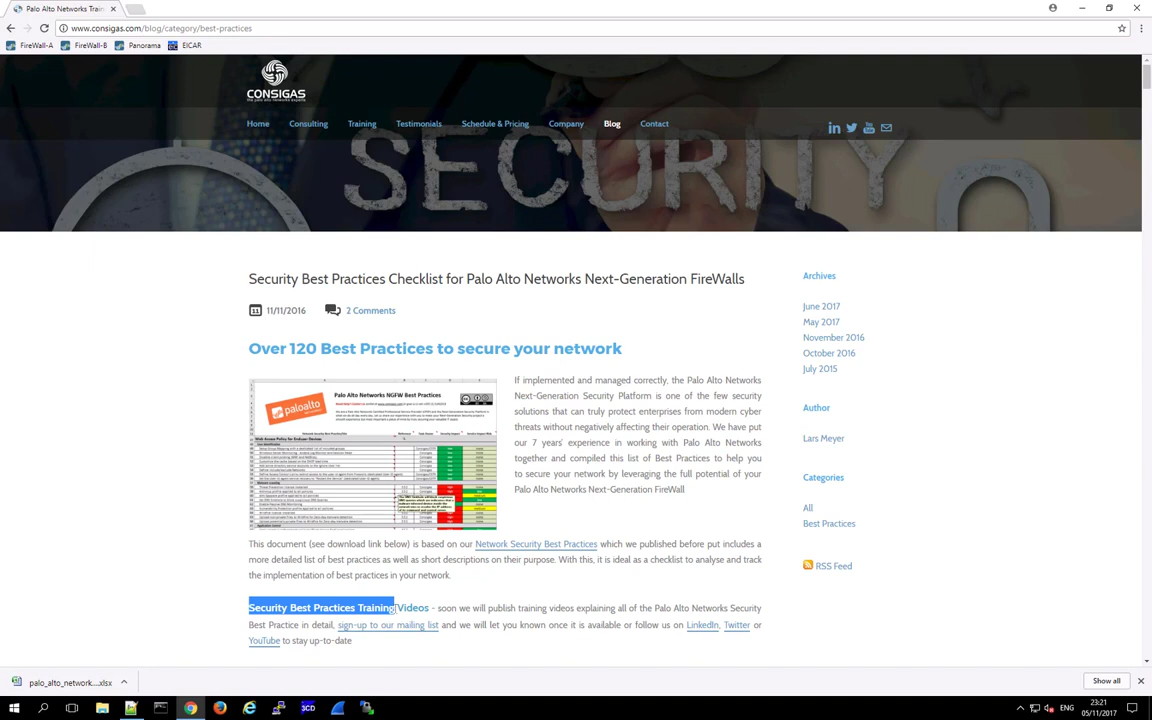 Palo Alto Networks Train
www.consigas.com/blog/category/best-practices
FireWall-A
FireWall-B
Panorama
EICAR
CONSIGAS
the palo alto networks experts
Home
Consulting
Training
Testimonials
Schedule & Pricing
Company
Blog
Contact
SECURITY
Security Best Practices Checklist for Palo Alto Networks Next-Generation FireWalls
11/11/2016
2 Comments
Over 120 Best Practices to secure your network
paloalto
Palo Alto Networks NGFW Best Practices
If implemented and managed correctly, the Palo Alto Networks
Next-Generation Security Platform is one of the few security
solutions that can truly protect enterprises from modern cyber
threats without negatively affecting their operation. We have put
our 7 years' experience in working with Palo Alto Networks
together and compiled this list of Best Practices to help you
to secure your network by leveraging the full potential of your
Palo Alto Networks Next-Generation FireWall
This document (see download link below) is based on our Network Security Best Practices which we published before put includes a
more detailed list of best practices as well as short descriptions on their purpose. With this, it is ideal as a checklist to analyse and track
the implementation of best practices in your network.
Security Best Practices Training Videos - soon we will publish training videos explaining all of the Palo Alto Networks Security
Best Practice in detail, sign-up to our mailing list and we will let you known once it is available or follow us on LinkedIn, Twitter or
YouTube to stay up-to-date
Archives
June 2017
May 2017
November 2016
October 2016
July 2015
Author
Lars Meyer
Categories
All
Best Practices
RSS Feed
palo_alto_network....xlsx
Show all
3CD
ENG
23:21
05/11/2017